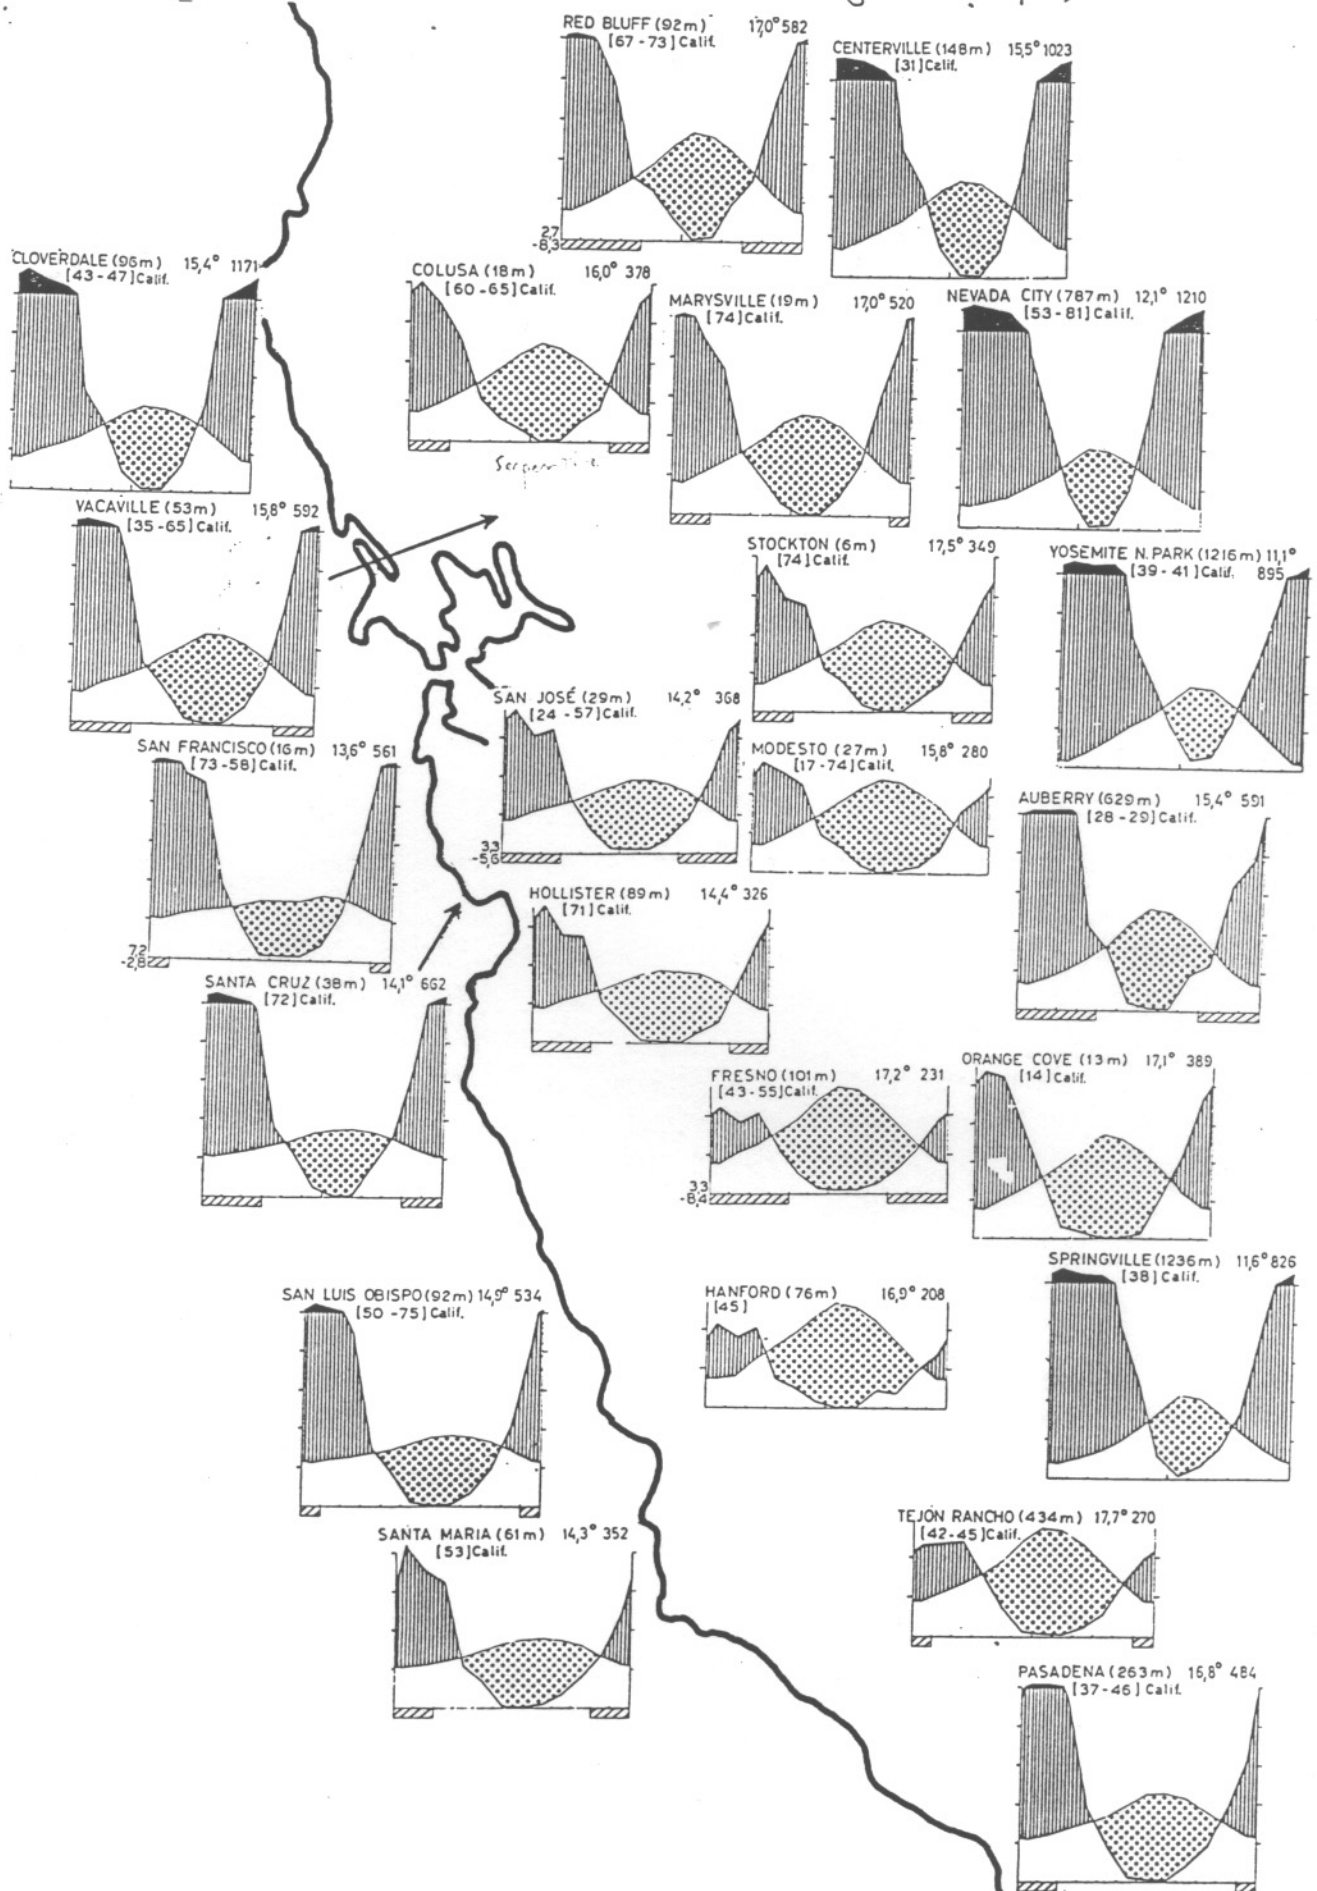 RED BLUFF (92m) 17,0° 582
[67-73] Calif.
2,7
-8,3
CENTERVILLE (148m) 15,5° 1023
[31] Calif.
CLOVERDALE (96m) 15,4° 1171
[43-47] Calif.
COLUSA (18m) 16,0° 378
[60-65] Calif.
MARYSVILLE (19m) 17,0° 520
[74] Calif.
NEVADA CITY (787m) 12,1° 1210
[53-81] Calif.
VACAVILLE (53m) 15,8° 592
[35-65] Calif.
STOCKTON (6m) 17,5° 349
[74] Calif.
YOSEMITE N. PARK (1216m) 11,1°
[39-41] Calif. 895
SAN JOSÉ (29m) 14,2° 368
[24-57] Calif.
3,3
-5,6
SAN FRANCISCO (16m) 13,6° 561
[73-58] Calif.
7,2
-2,8
MODESTO (27m) 15,8° 280
[17-74] Calif.
AUBERRY (629m) 15,4° 591
[28-29] Calif.
HOLLISTER (89m) 14,4° 326
[71] Calif.
SANTA CRUZ (38m) 14,1° 662
[72] Calif.
FRESNO (101m) 17,2° 231
[43-55] Calif.
3,3
-8,4
ORANGE COVE (13m) 17,1° 389
[14] Calif.
SPRINGVILLE (1236m) 11,6° 826
[38] Calif.
SAN LUIS OBISPO (92m) 14,9° 534
[50-75] Calif.
HANFORD (76m) 16,9° 208
[45]
SANTA MARIA (61m) 14,3° 352
[53] Calif.
TEJON RANCHO (434m) 17,7° 270
[42-45] Calif.
PASADENA (263m) 16,8° 484
[37-46] Calif.